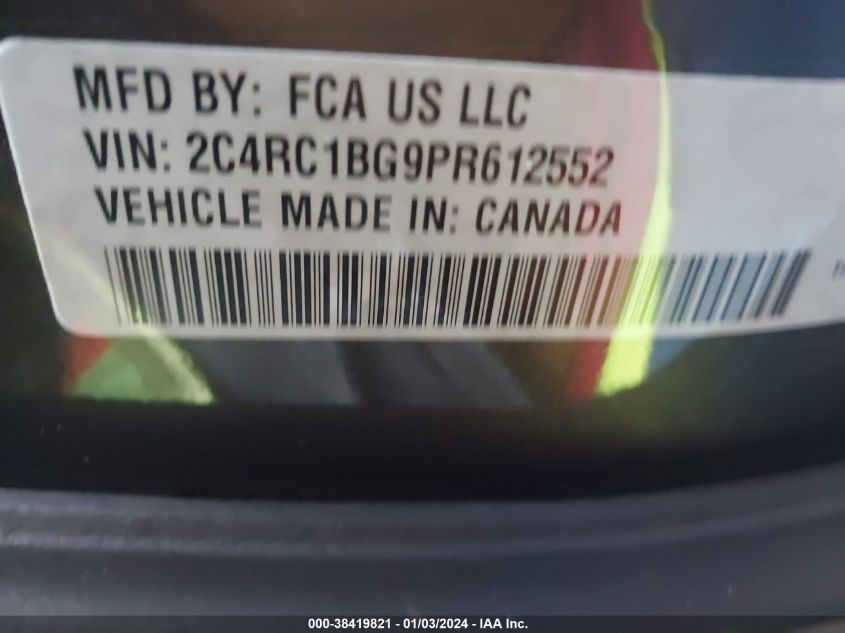 MFD BY: FCA US LLC
VIN: 2C4RC1BG9PR612552
VEHICLE MADE IN: CANADA
000-38419821 - 01/03/2024 - IAA Inc.